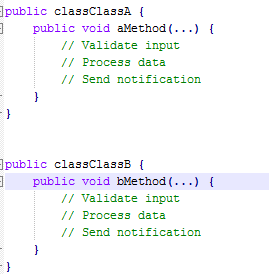 public classClassA {
    public void aMethod(...) {
        // Validate input
        // Process data
        // Send notification
    }
}
public classClassB {
    public void bMethod(...) {
        // Validate input
        // Process data
        // Send notification
    }
}